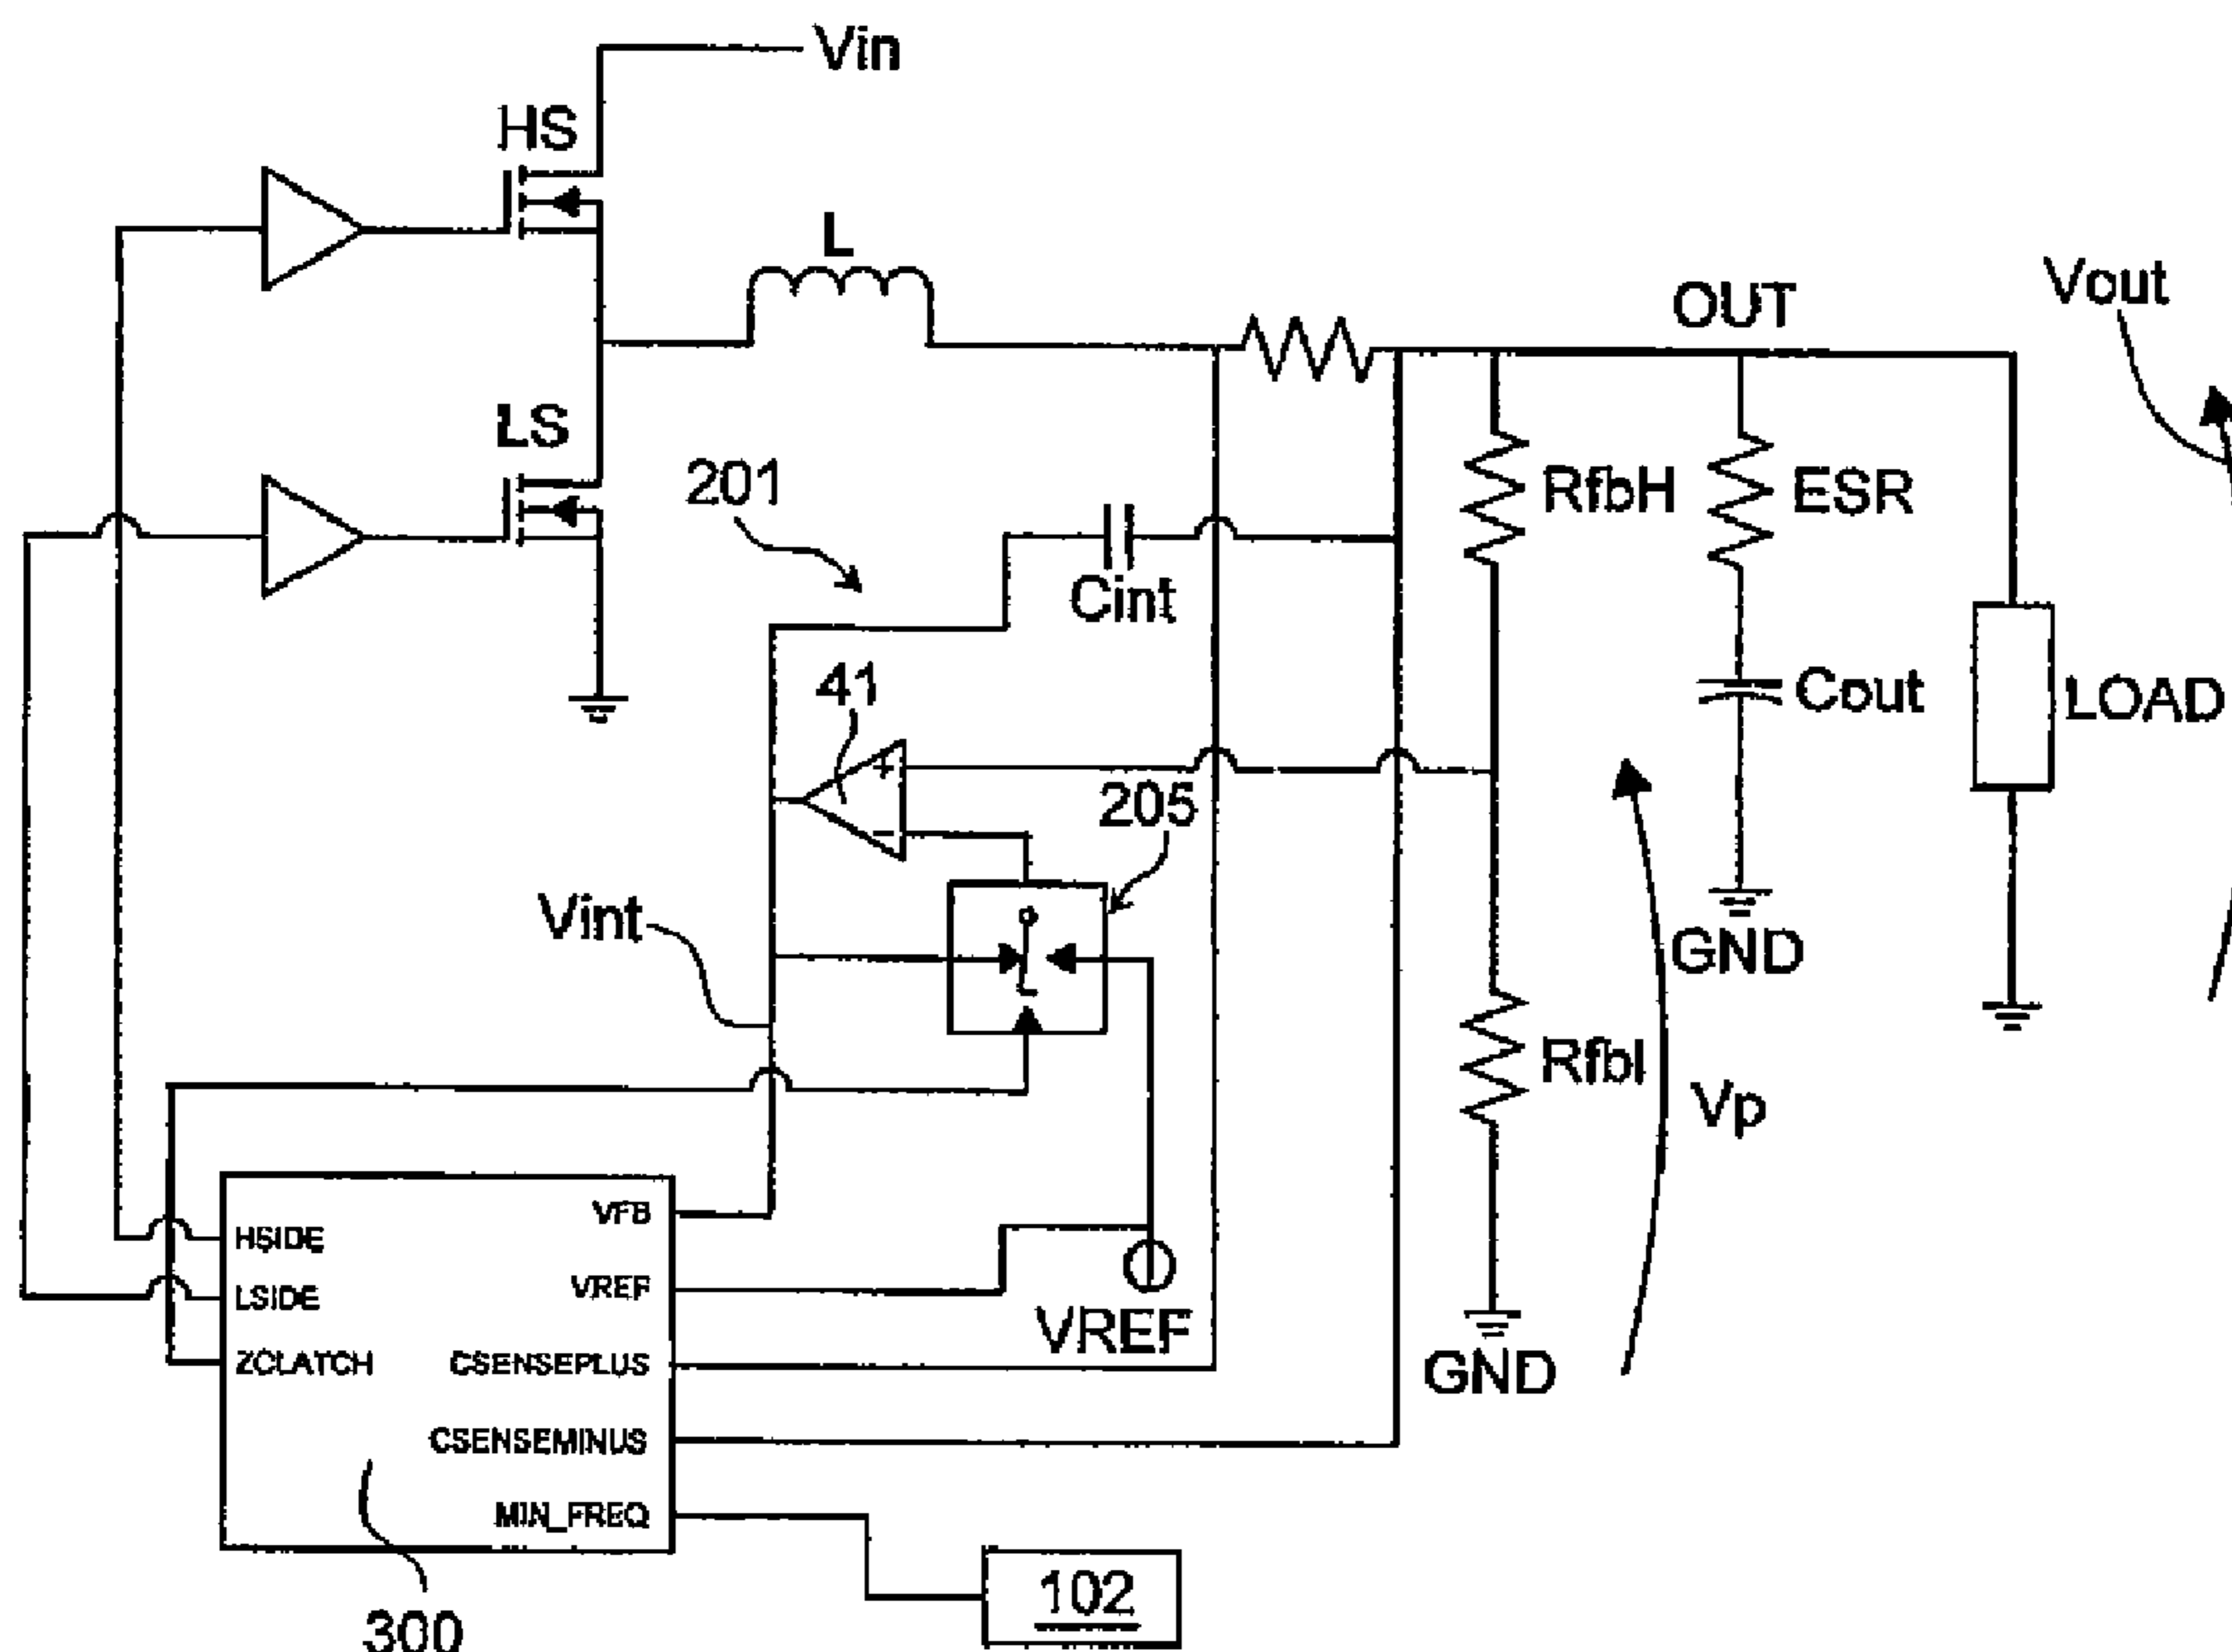 Vin
HS
L
OUT
Vout
LS
201
RfbH
ESR
Cint
41
Cout
LOAD
205
Vint
GND
Rfbl
Vp
VFB
HSIDE
VREF
LSIDE
VREF
ZCLATCH
CSENSEPLUS
GND
CSENSEMINUS
MIN_FREQ
102
300